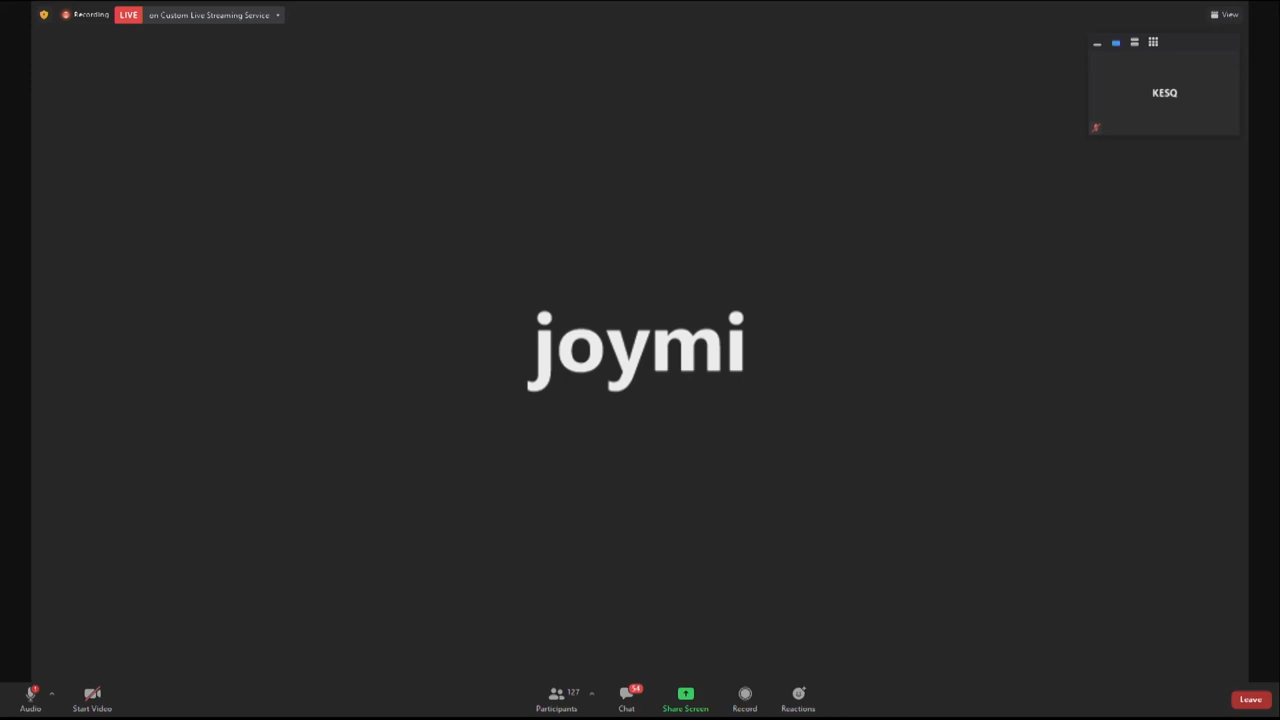 Recording LIVE on Custom Live Streaming Service
View
KESQ
joymi
127
54
Audio Start Video Participants Chat Share Screen Record Reactions Leave